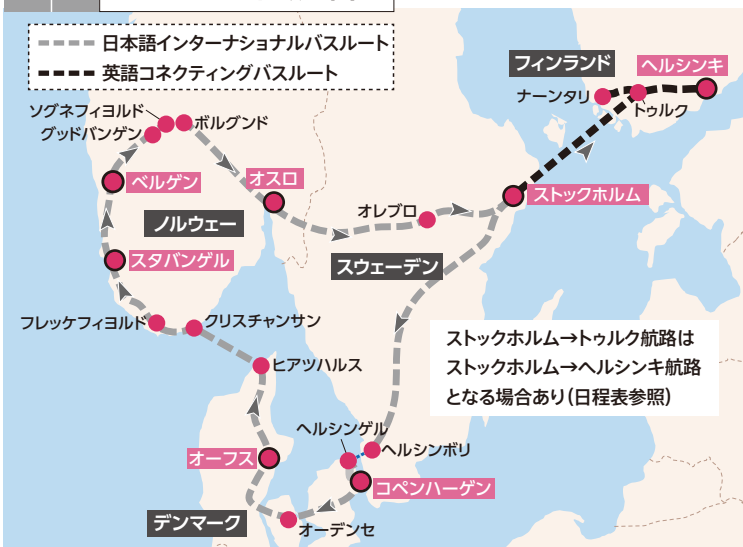 日本語インターナショナルバスルート
英語コネクティングバスルート
フィンランド
ヘルシンキ
ナーンタリ
トゥルク
ソグネフィヨルド
グッドバンゲン
ボルグンド
ベルゲン
オスロ
ストックホルム
オレブロ
ノルウェー
スタバンゲル
スウェーデン
フレッケフィヨルド
クリスチャンサン
ストックホルム→トゥルク航路は
ストックホルム→ヘルシンキ航路
となる場合あり(日程表参照)
ヒアツハルス
ヘルシンゲル
ヘルシンボリ
オーフス
コペンハーゲン
デンマーク
オーデンセ